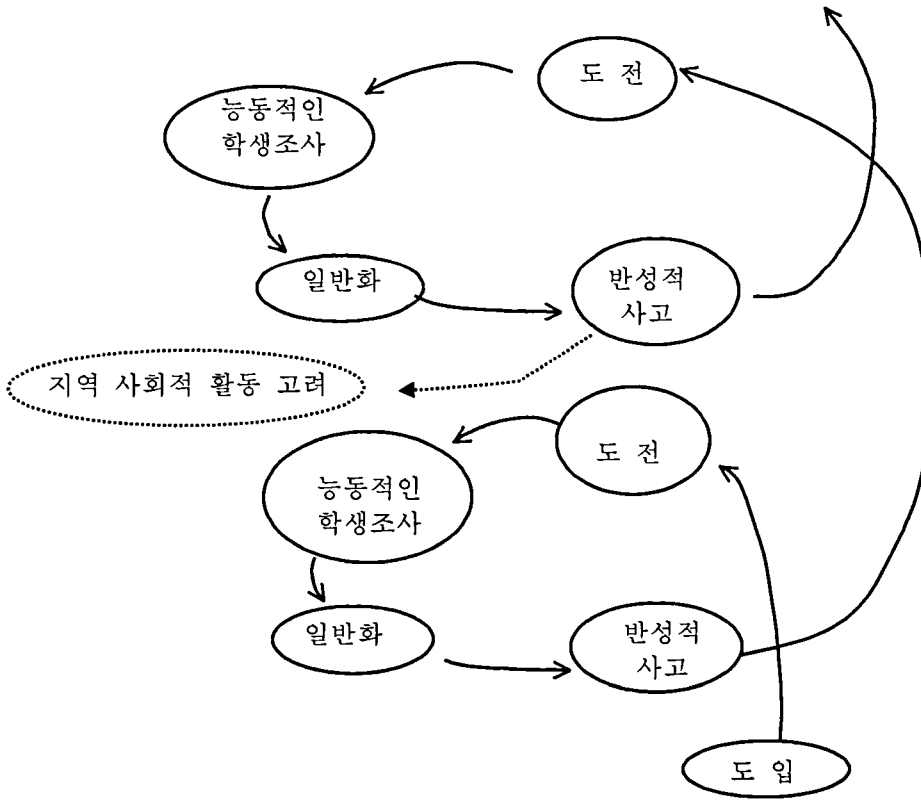 도 전
능동적인
학생조사
일반화
반성적
사고
지역 사회적 활동 고려
도 전
능동적인
학생조사
일반화
반성적
사고
도 입